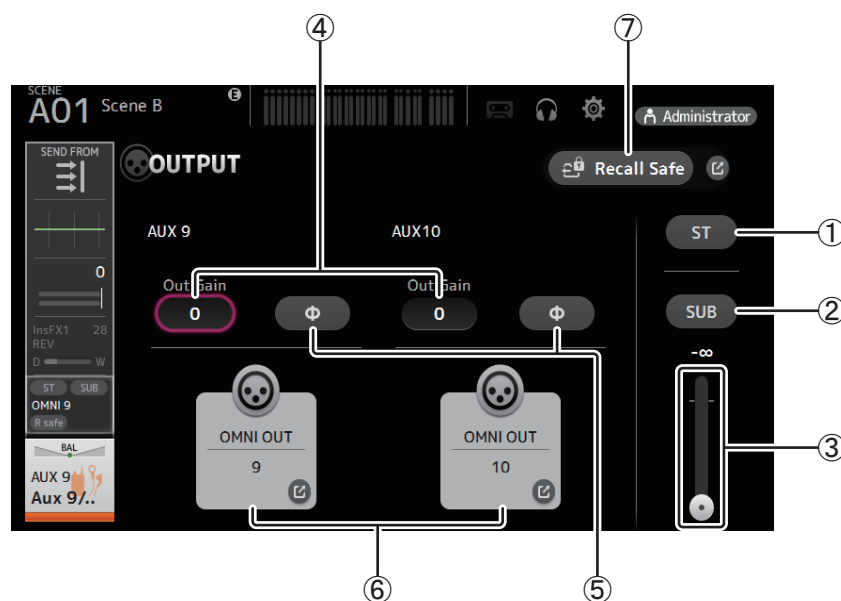 ④ ⑦
SCENE
A01 Scene B E
Administrator
SEND FROM
OUTPUT
Recall Safe
AUX 9 AUX10
ST ①
0
Out Gain Out Gain
0 Φ 0 Φ
SUB ②
InsFX1 28
REV
D W
-∞
ST SUB
OMNI 9
R safe
OMNI OUT OMNI OUT
9 10
③
BAL
AUX 9
Aux 9/..
⑥ ⑤